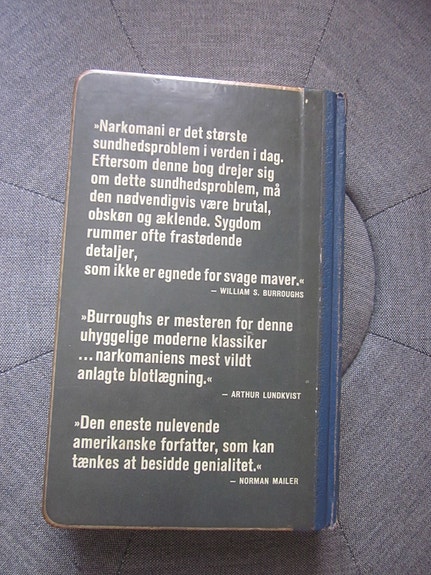 »Narkomani er det største
sundhedsproblem i verden i dag.
Eftersom denne bog drejer sig
om dette sundhedsproblem, må
den nødvendigvis være brutal,
obskøn og æklende. Sygdom
rummer ofte frastødende
detaljer,
som ikke er egnede for svage maver.«
— WILLIAM S. BURROUGHS
»Burroughs er mesteren for denne
uhyggelige moderne klassiker
...narkomaniens mest vildt
anlagte blotlægning.«
— ARTHUR LUNDKVIST
»Den eneste nulevende
amerikanske forfatter, som kan
tænkes at besidde genialitet.«
— NORMAN MAILER